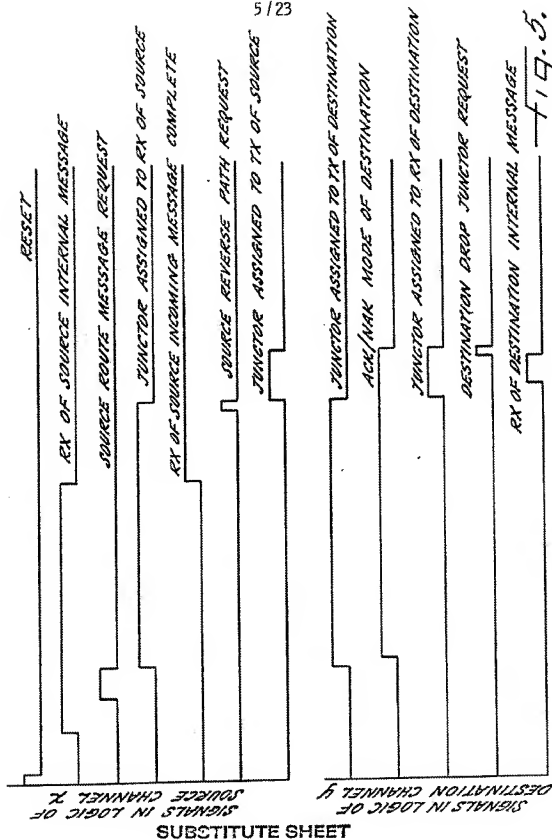 5/23
RESET
RX OF SOURCE INTERNAL MESSAGE
SOURCE ROUTE MESSAGE REQUEST
JUNCTOR ASSIGNED TO RX OF SOURCE
RX OF SOURCE INCOMING MESSAGE COMPLETE
SOURCE REVERSE PATH REQUEST
JUNCTOR ASSIGNED TO TX OF SOURCE
SIGNALS IN LOGIC OF
SOURCE CHANNEL X
JUNCTOR ASSIGNED TO TX OF DESTINATION
ACK/NAK MODE OF DESTINATION
JUNCTOR ASSIGNED TO RX OF DESTINATION
DESTINATION DROP JUNCTOR REQUEST
RX OF DESTINATION INTERNAL MESSAGE
SIGNALS IN LOGIC OF
DESTINATION CHANNEL Y
Fig. 5.
SUBSTITUTE SHEET